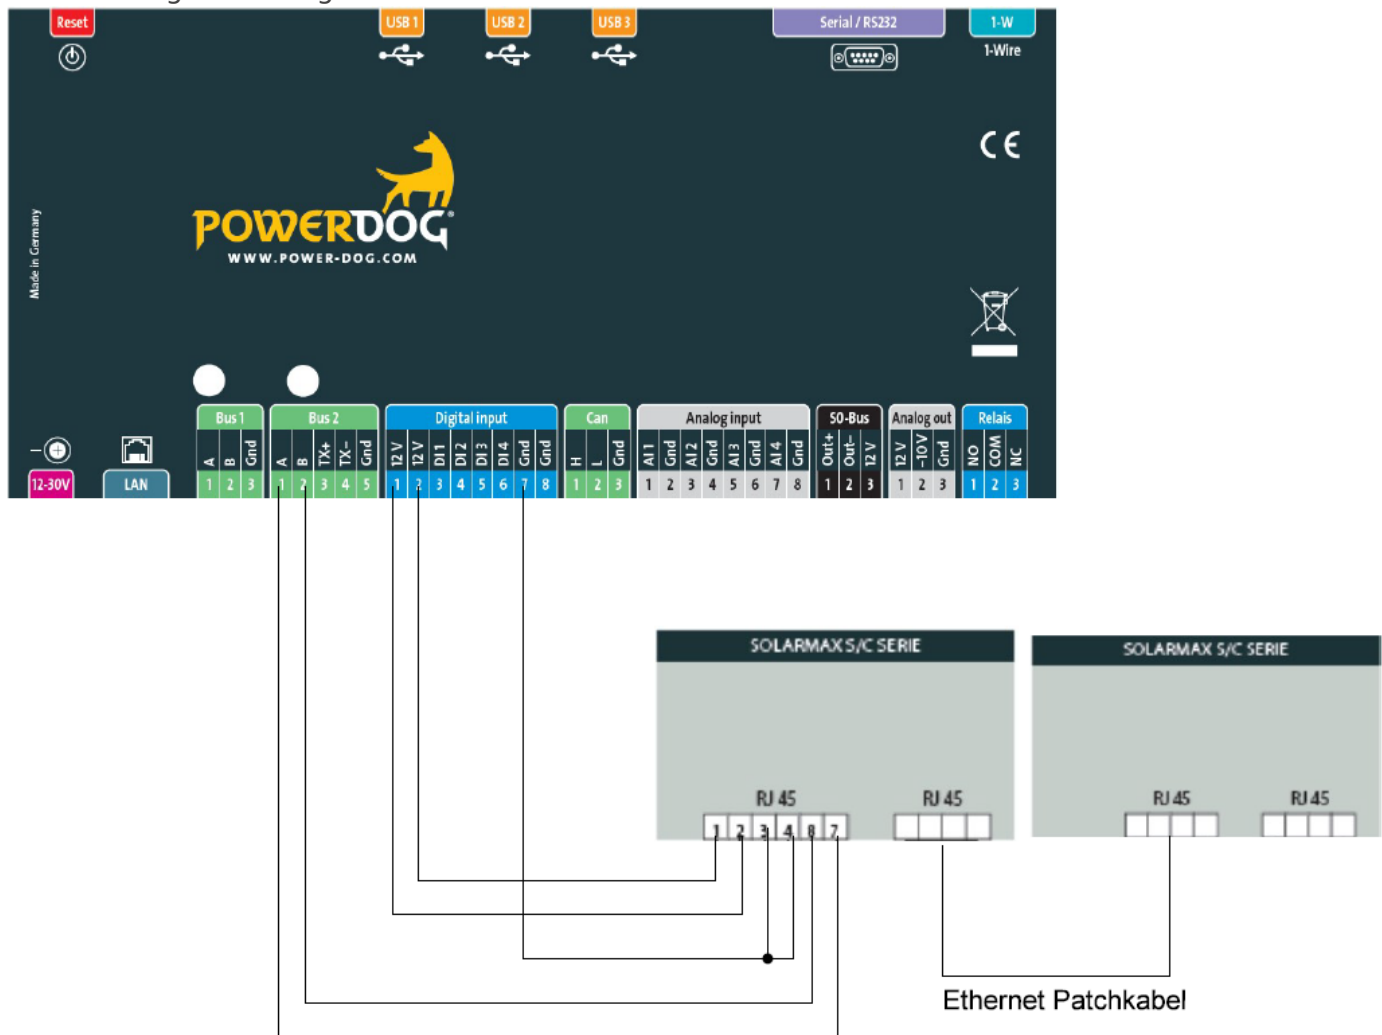 Reset
USB 1
USB 2
USB 3
Serial / RS232
1-W
1-Wire
CE
Made in Germany
POWERDOG®
WWW.POWER-DOG.COM
Bus 1
Bus 2
Digital input
Can
Analog input
S0-Bus
Analog out
Relais
A B Gnd
A B TX+ TX− Gnd
12 V 12 V DI 1 DI 2 DI 3 DI 4 Gnd Gnd
H L Gnd
AI 1 Gnd AI 2 Gnd AI 3 Gnd AI 4 Gnd
Out+ Out− 12 V
12 V −10 V Gnd
NO COM NC
12-30V
LAN
1 2 3
1 2 3 4 5
1 2 3 4 5 6 7 8
1 2 3
1 2 3 4 5 6 7 8
1 2 3
1 2 3
1 2 3
SOLARMAX S/C SERIE
SOLARMAX S/C SERIE
RJ 45
RJ 45
RJ 45
RJ 45
1 2 3 4 8 7
Ethernet Patchkabel